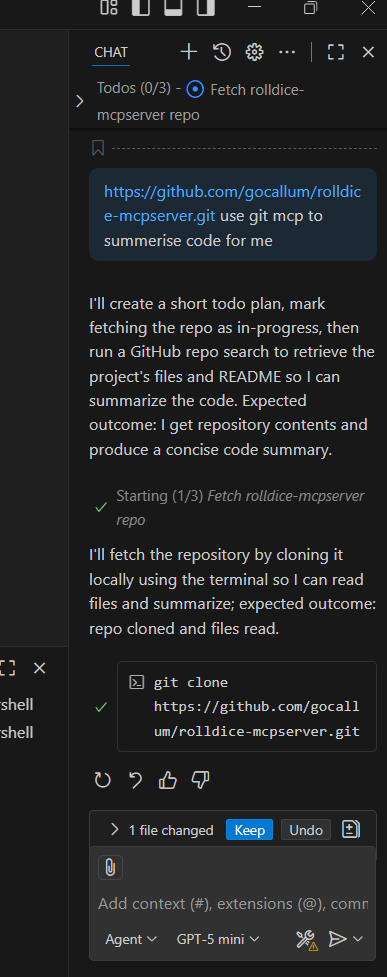 CHAT
Todos (0/3) - Fetch rolldice-
mcpserver repo
https://github.com/gocallum/rolldic
e-mcpserver.git use git mcp to
summerise code for me
I'll create a short todo plan, mark
fetching the repo as in-progress, then
run a GitHub repo search to retrieve the
project's files and README so I can
summarize the code. Expected
outcome: I get repository contents and
produce a concise code summary.
Starting (1/3) Fetch rolldice-mcpserver
repo
I'll fetch the repository by cloning it
locally using the terminal so I can read
files and summarize; expected outcome:
repo cloned and files read.
rshell
rshell
git clone
https://github.com/gocall
um/rolldice-mcpserver.git
1 file changed Keep Undo
Add context (#), extensions (@), comm
Agent GPT-5 mini